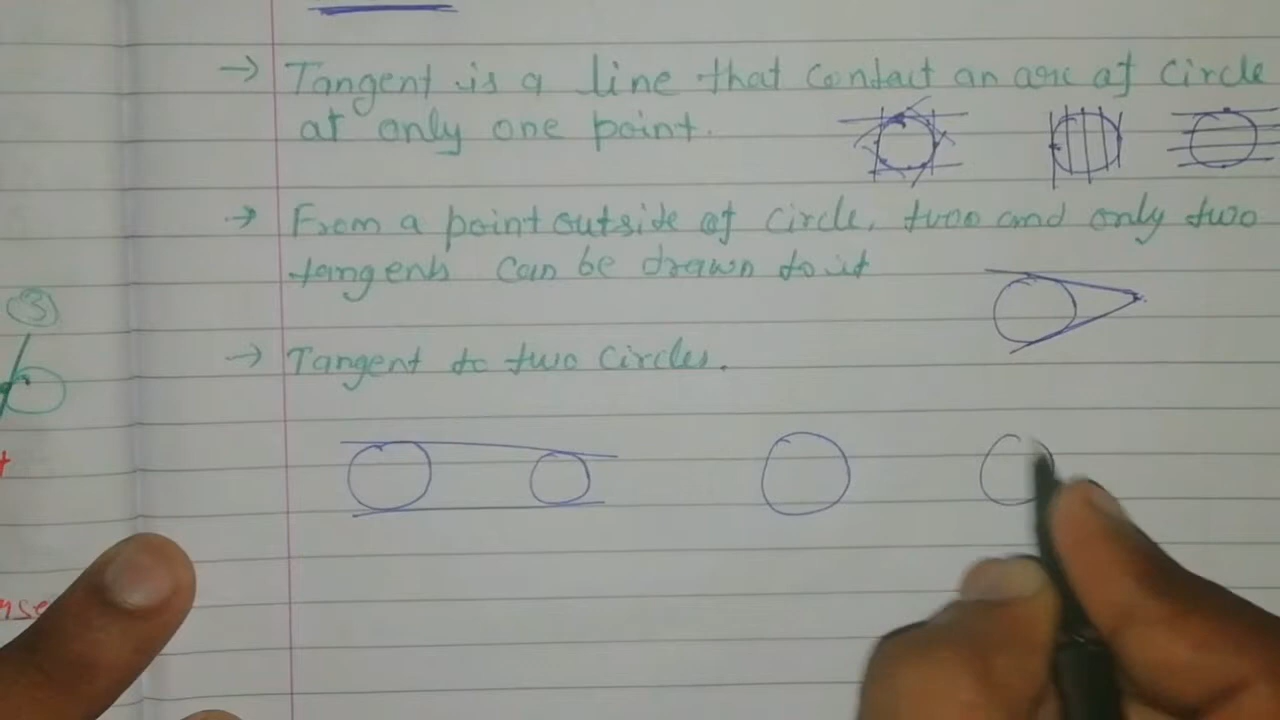 → Tangent is a line that contact an arc of circle
at only one point.
→ From a point outside of circle, two and only two
tangents can be drawn to it
→ Tangent to two circles.
3